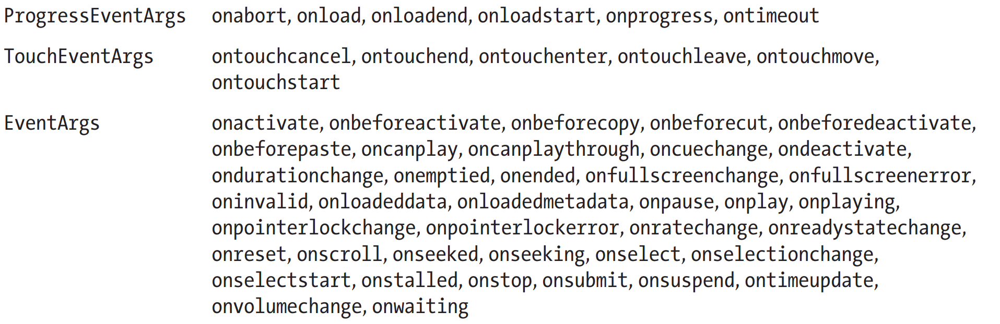 ProgressEventArgs onabort, onload, onloadend, onloadstart, onprogress, ontimeout
TouchEventArgs ontouchcancel, ontouchend, ontouchenter, ontouchleave, ontouchmove,
ontouchstart
EventArgs onactivate, onbeforeactivate, onbeforecopy, onbeforecut, onbeforedeactivate,
onbeforepaste, oncanplay, oncanplaythrough, oncuechange, ondeactivate,
ondurationchange, onemptied, onended, onfullscreenchange, onfullscreenerror,
oninvalid, onloadeddata, onloadedmetadata, onpause, onplay, onplaying,
onpointerlockchange, onpointerlockerror, onratechange, onreadystatechange,
onreset, onscroll, onseeked, onseeking, onselect, onselectionchange,
onselectstart, onstalled, onstop, onsubmit, onsuspend, ontimeupdate,
onvolumechange, onwaiting